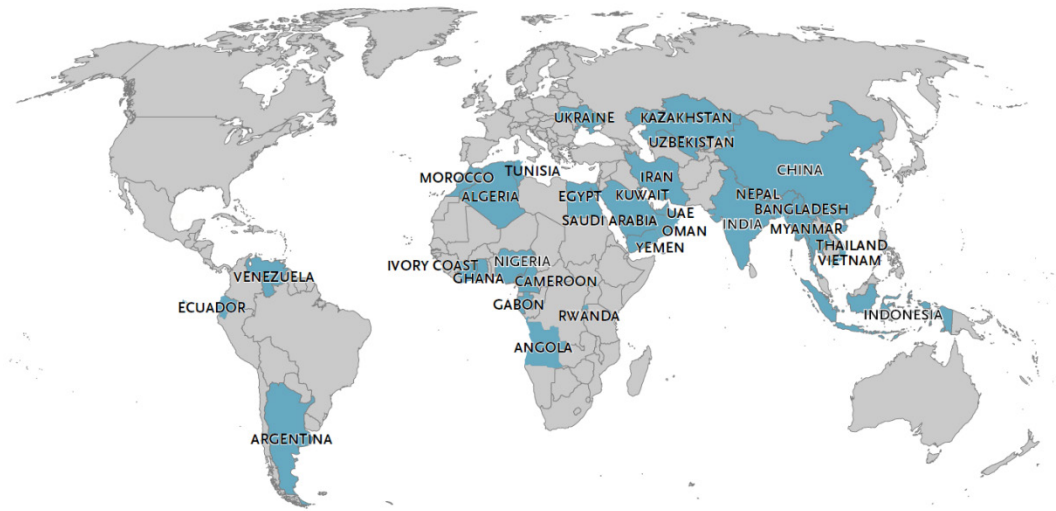 UKRAINE
KAZAKHSTAN
UZBEKISTAN
CHINA
MOROCCO
TUNISIA
ALGERIA
EGYPT
IRAN
KUWAIT
SAUDI ARABIA
UAE
OMAN
YEMEN
NEPAL
BANGLADESH
INDIA
MYANMAR
THAILAND
VIETNAM
IVORY COAST
NIGERIA
GHANA
CAMEROON
GABON
RWANDA
ANGOLA
VENEZUELA
ECUADOR
INDONESIA
ARGENTINA